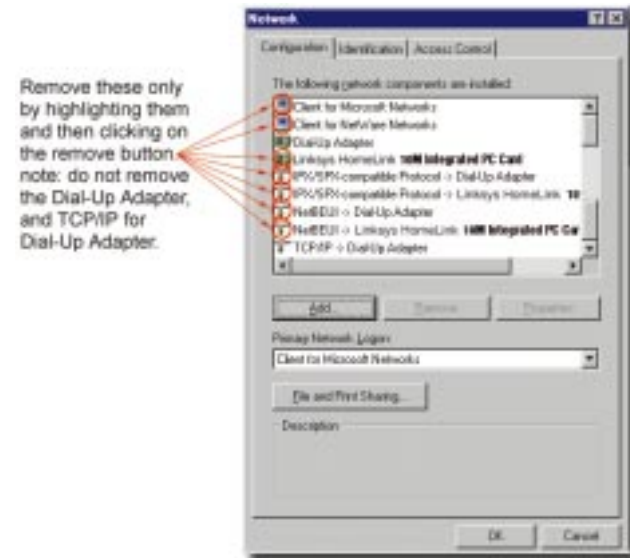 Remove these only
by highlighting them
and then clicking on
the remove button.
note: do not remove
the Dial-Up Adapter,
and TCP/IP for
Dial-Up Adapter.
Network
Configuration Identification Access Control
The following network components are installed:
Client for Microsoft Networks
Client for NetWare Networks
Dial-Up Adapter
Linksys HomeLink 10M Integrated PC Card
IPX/SPX-compatible Protocol -> Dial-Up Adapter
IPX/SPX-compatible Protocol -> Linksys HomeLink 10
NetBEUI -> Dial-Up Adapter
NetBEUI -> Linksys HomeLink 10M Integrated PC Car
TCP/IP -> Dial-Up Adapter
Add... Remove Properties
Primary Network Logon:
Client for Microsoft Networks
File and Print Sharing...
Description
OK Cancel